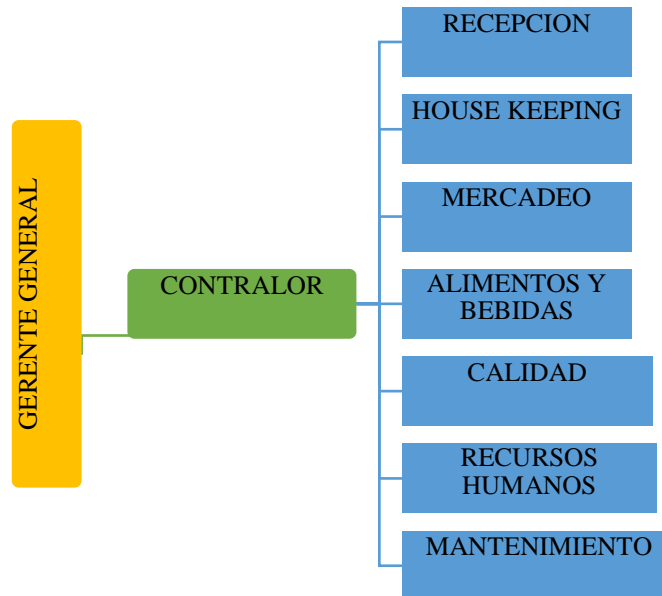 GERENTE GENERAL
CONTRALOR
RECEPCION
HOUSE KEEPING
MERCADEO
ALIMENTOS Y
BEBIDAS
CALIDAD
RECURSOS
HUMANOS
MANTENIMIENTO